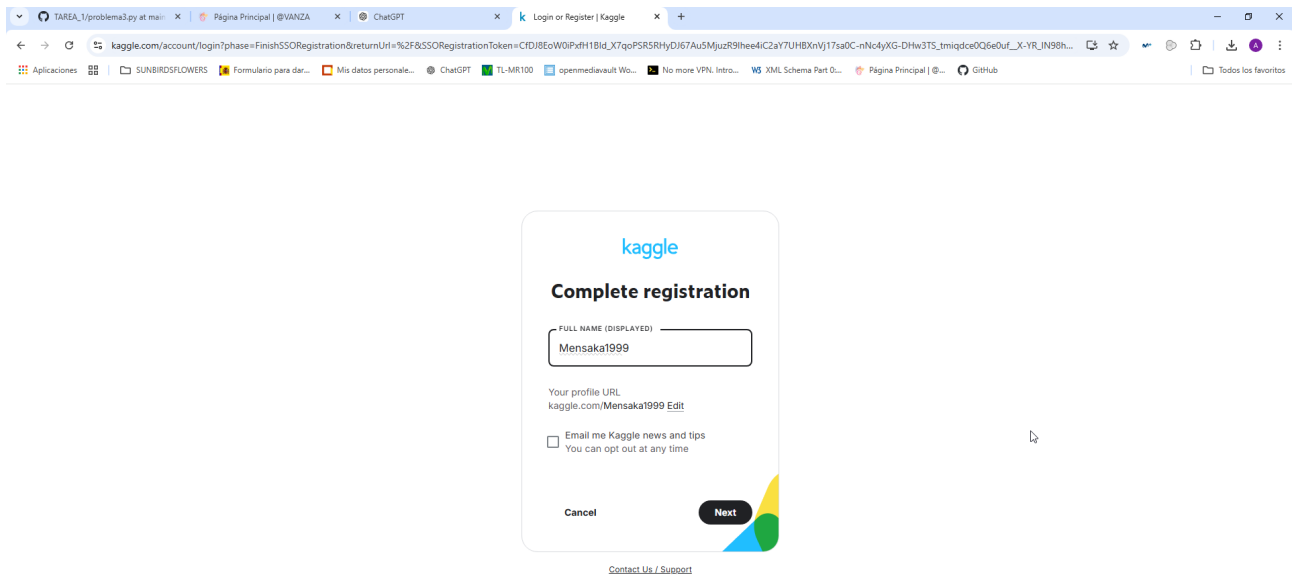 TAREA_1/problema3.py at main
Página Principal | @VANZA
ChatGPT
Login or Register | Kaggle
kaggle.com/account/login?phase=FinishSSORegistration&returnUrl=%2F&SSORegistrationToken=
Aplicaciones
SUNBIRDSFLOWERS
Formulario para dar...
Mis datos personale...
ChatGPT
TL-MR100
openmediavault Wo...
No more VPN. Intro...
W3 XML Schema Part 0:...
Página Principal | @...
GitHub
Todos los favoritos
A
kaggle
Complete registration
FULL NAME (DISPLAYED)
Mensaka1999
Your profile URL
kaggle.com/Mensaka1999 Edit
Email me Kaggle news and tips
You can opt out at any time
Cancel
Next
Contact Us / Support